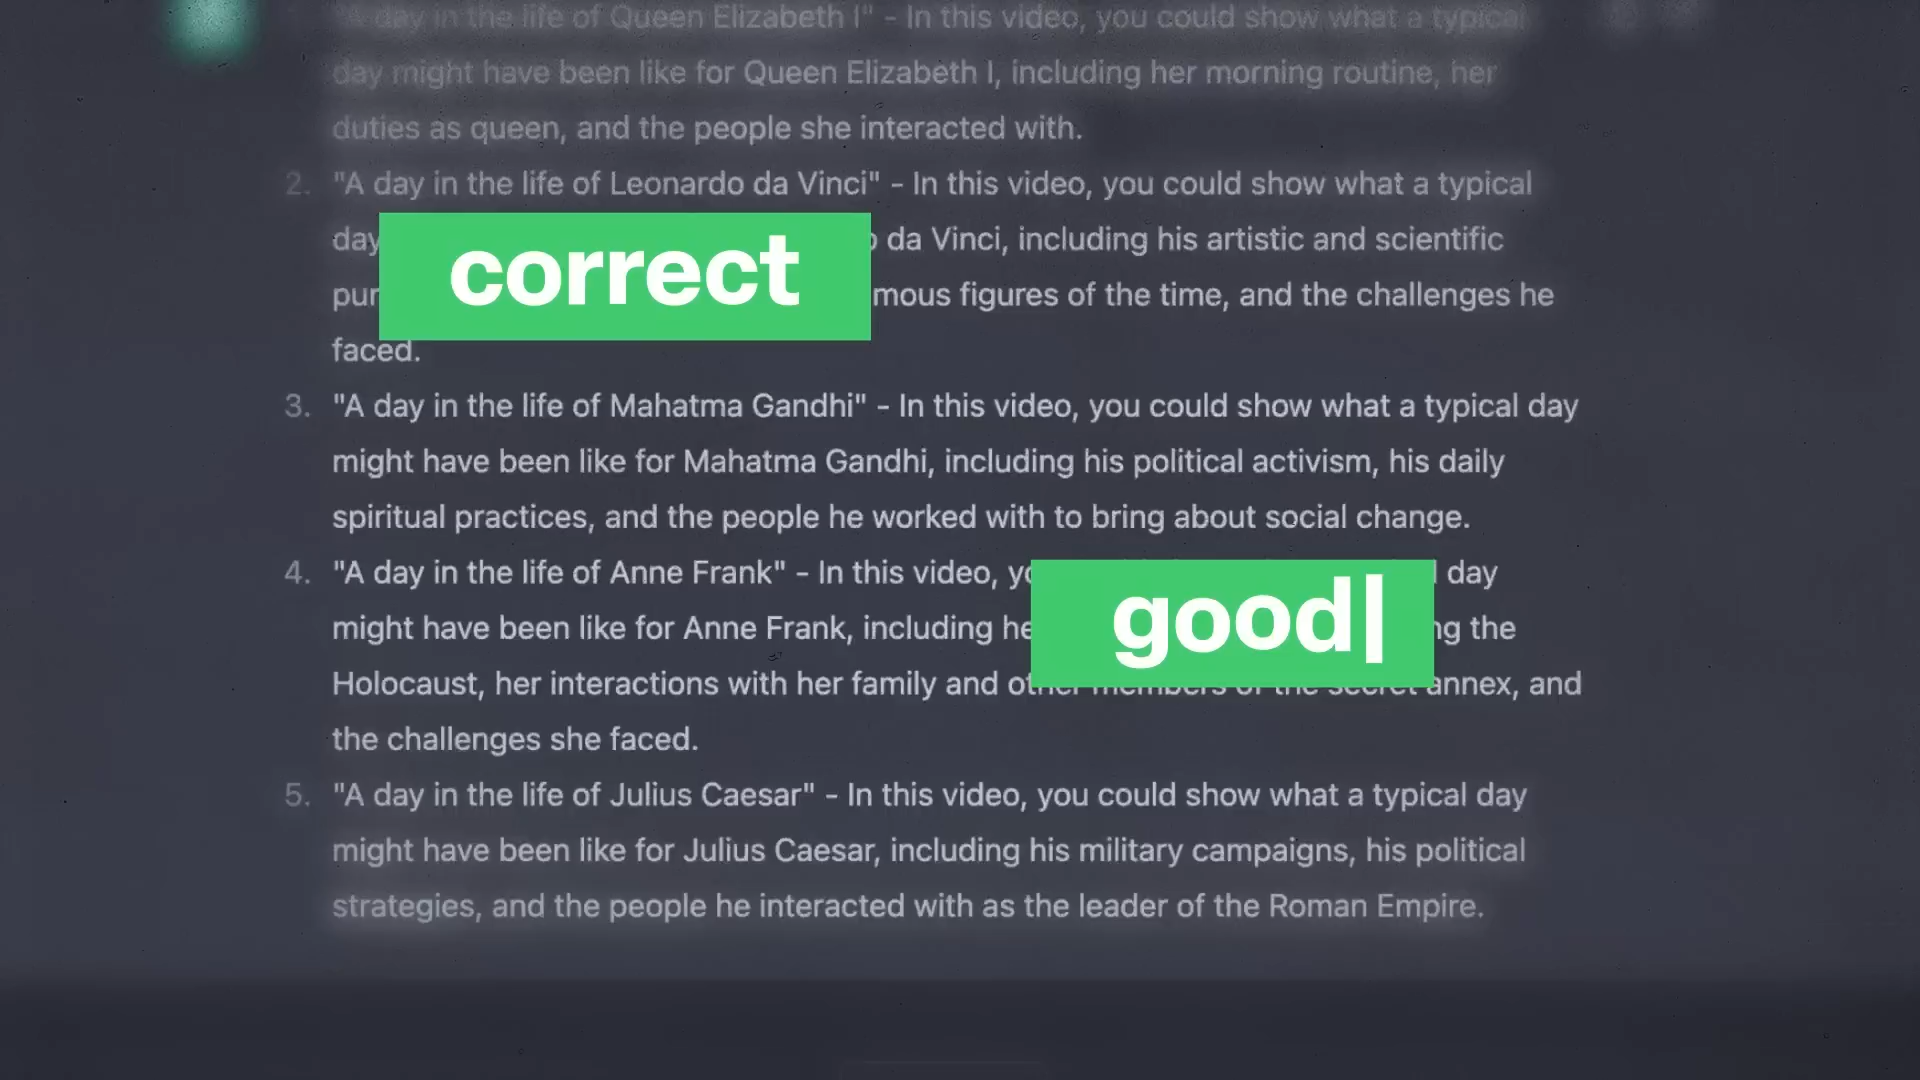 "A day in the life of Queen Elizabeth I" - In this video, you could show what a typical
day might have been like for Queen Elizabeth I, including her morning routine, her
duties as queen, and the people she interacted with.
2. "A day in the life of Leonardo da Vinci" - In this video, you could show what a typical
day da Vinci, including his artistic and scientific
correct
figures of the time, and the challenges he
faced.
3. "A day in the life of Mahatma Gandhi" - In this video, you could show what a typical day
might have been like for Mahatma Gandhi, including his political activism, his daily
spiritual practices, and the people he worked with to bring about social change.
4. "A day in the life of Anne Frank" - In this video, day
good|
might have been like for Anne Frank, including the
Holocaust, her interactions with her family and other members of the secret annex, and
the challenges she faced.
5. "A day in the life of Julius Caesar" - In this video, you could show what a typical day
might have been like for Julius Caesar, including his military campaigns, his political
strategies, and the people he interacted with as the leader of the Roman Empire.